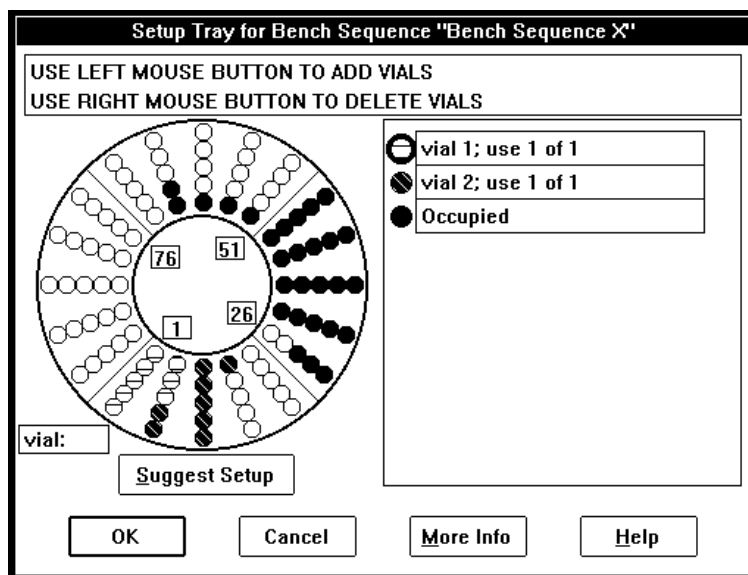 Setup Tray for Bench Sequence "Bench Sequence X"
USE LEFT MOUSE BUTTON TO ADD VIALS
USE RIGHT MOUSE BUTTON TO DELETE VIALS
vial 1; use 1 of 1
vial 2; use 1 of 1
Occupied
76
51
1
26
vial:
Suggest Setup
OK
Cancel
More Info
Help